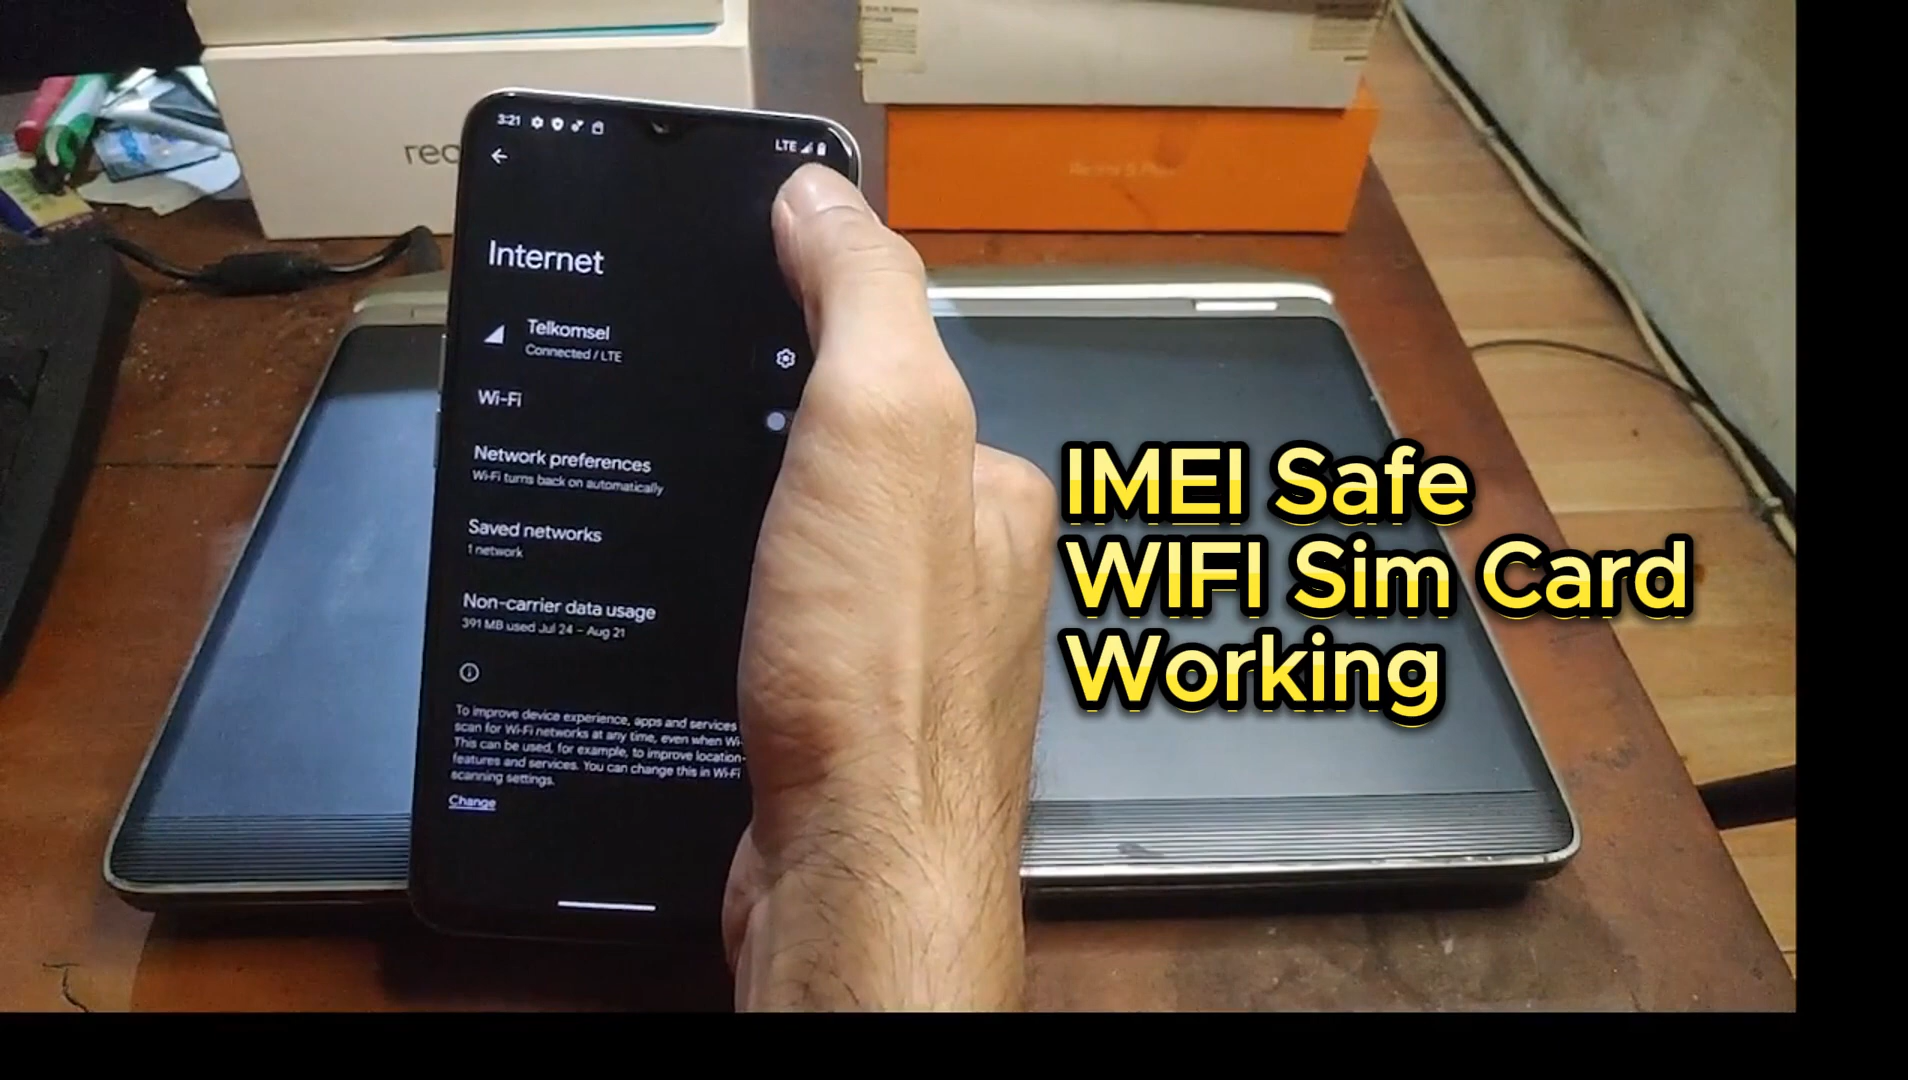 3:21
LTE
Internet
Telkomsel
Connected / LTE
Wi-Fi
Network preferences
Wi-Fi turns back on automatically
Saved networks
1 network
Non-carrier data usage
391 MB used Jul 24 – Aug 21
To improve device experience, apps and services
scan for Wi-Fi networks at any time, even when Wi-
This can be used, for example, to improve location-
features and services. You can change this in Wi-Fi
scanning settings.
Change
IMEI Safe
WIFI Sim Card
Working